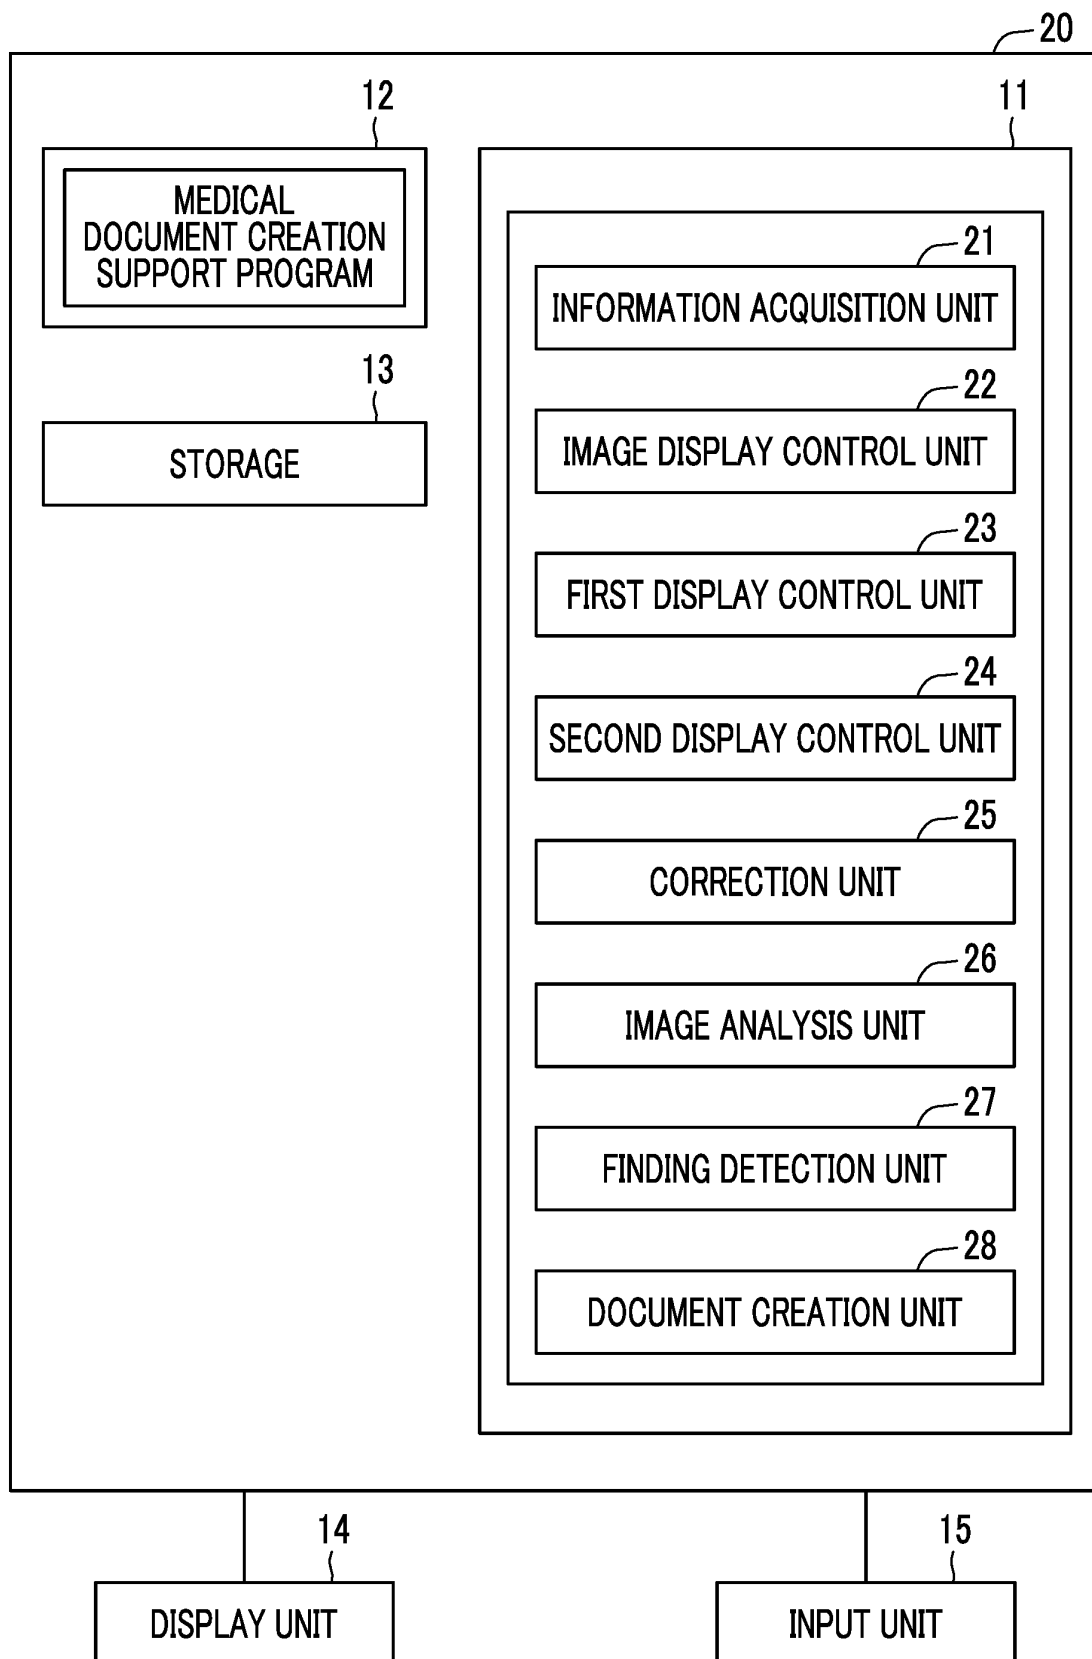 20
12
MEDICAL
DOCUMENT CREATION
SUPPORT PROGRAM
13
STORAGE
11
21
INFORMATION ACQUISITION UNIT
22
IMAGE DISPLAY CONTROL UNIT
23
FIRST DISPLAY CONTROL UNIT
24
SECOND DISPLAY CONTROL UNIT
25
CORRECTION UNIT
26
IMAGE ANALYSIS UNIT
27
FINDING DETECTION UNIT
28
DOCUMENT CREATION UNIT
14
DISPLAY UNIT
15
INPUT UNIT